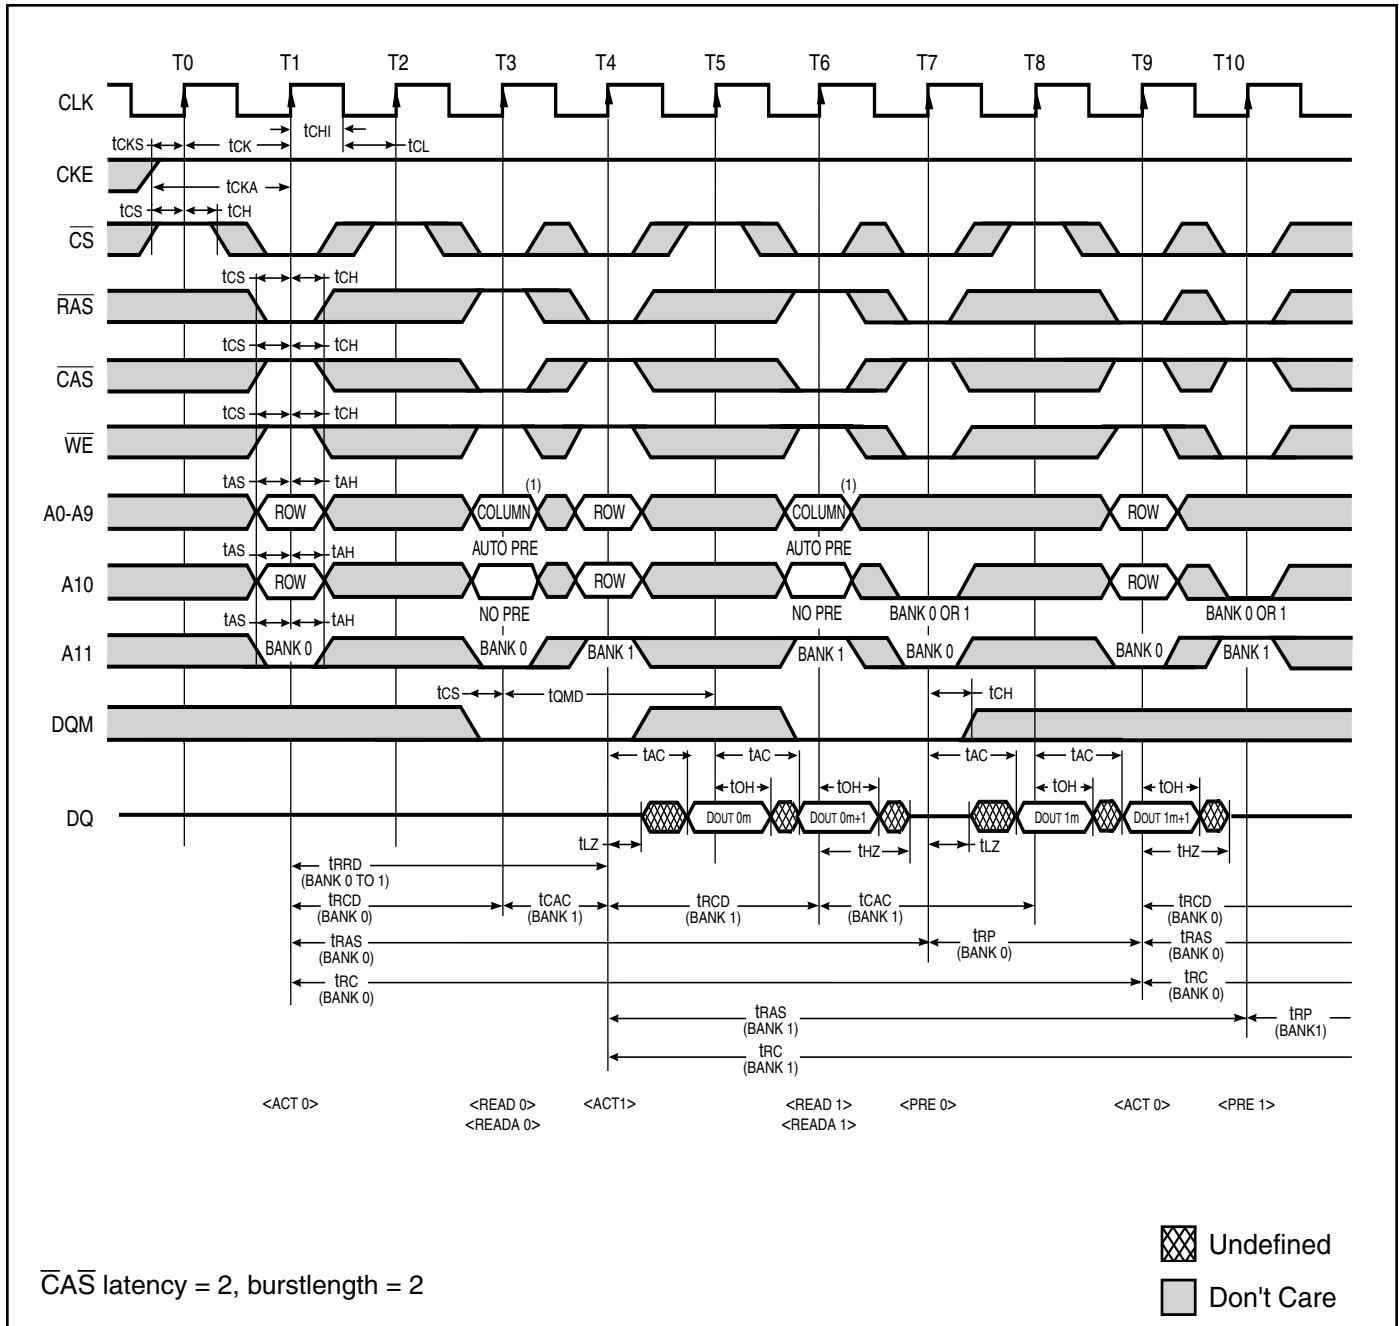 T0 T1 T2 T3 T4 T5 T6 T7 T8 T9 T10
CLK
tCHI
tCKS tCK tCL
CKE
tCKA
tCS tCH
CS
tCS tCH
RAS
tCS tCH
CAS
tCS tCH
WE
tAS tAH (1) (1)
A0-A9 ROW COLUMN ROW COLUMN ROW
tAS tAH AUTO PRE AUTO PRE
A10 ROW ROW ROW
NO PRE NO PRE BANK 0 OR 1 BANK 0 OR 1
tAS tAH
A11 BANK 0 BANK 0 BANK 1 BANK 1 BANK 0 BANK 0 BANK 1
tCS tQMD tCH
DQM
tAC tAC tAC tAC
tOH tOH tOH tOH
DQ DOUT 0m DOUT 0m+1 DOUT 1m DOUT 1m+1
tLZ tHZ tLZ tHZ
tRRD
(BANK 0 TO 1)
tRCD tCAC tRCD tCAC tRCD
(BANK 0) (BANK 1) (BANK 1) (BANK 1) (BANK 0)
tRAS tRP tRAS
(BANK 0) (BANK 0) (BANK 0)
tRC tRC
(BANK 0) (BANK 0)
tRAS tRP
(BANK 1) (BANK1)
tRC
(BANK 1)
<ACT 0> <READ 0> <ACT1> <READ 1> <PRE 0> <ACT 0> <PRE 1>
<READA 0> <READA 1>
Undefined
CAS latency = 2, burstlength = 2
Don't Care